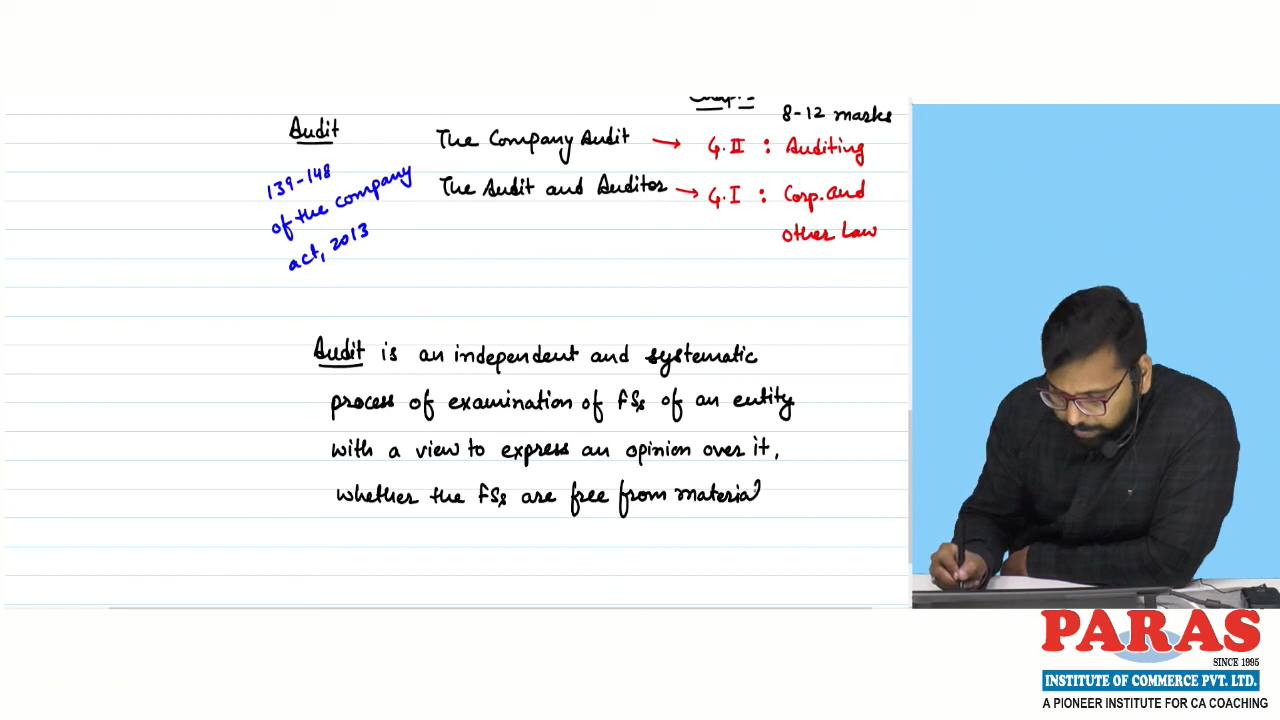 8-12 marks
Audit
The Company Audit → G.II : Auditing
139-148
of the company
act, 2013
The Audit and Auditor → G.I : Corp. and
other Law
Audit is an independent and systematic
process of examination of FSs of an entity
with a view to express an opinion over it,
whether the FSs are free from material
PARAS
SINCE 1995
INSTITUTE OF COMMERCE PVT. LTD.
A PIONEER INSTITUTE FOR CA COACHING